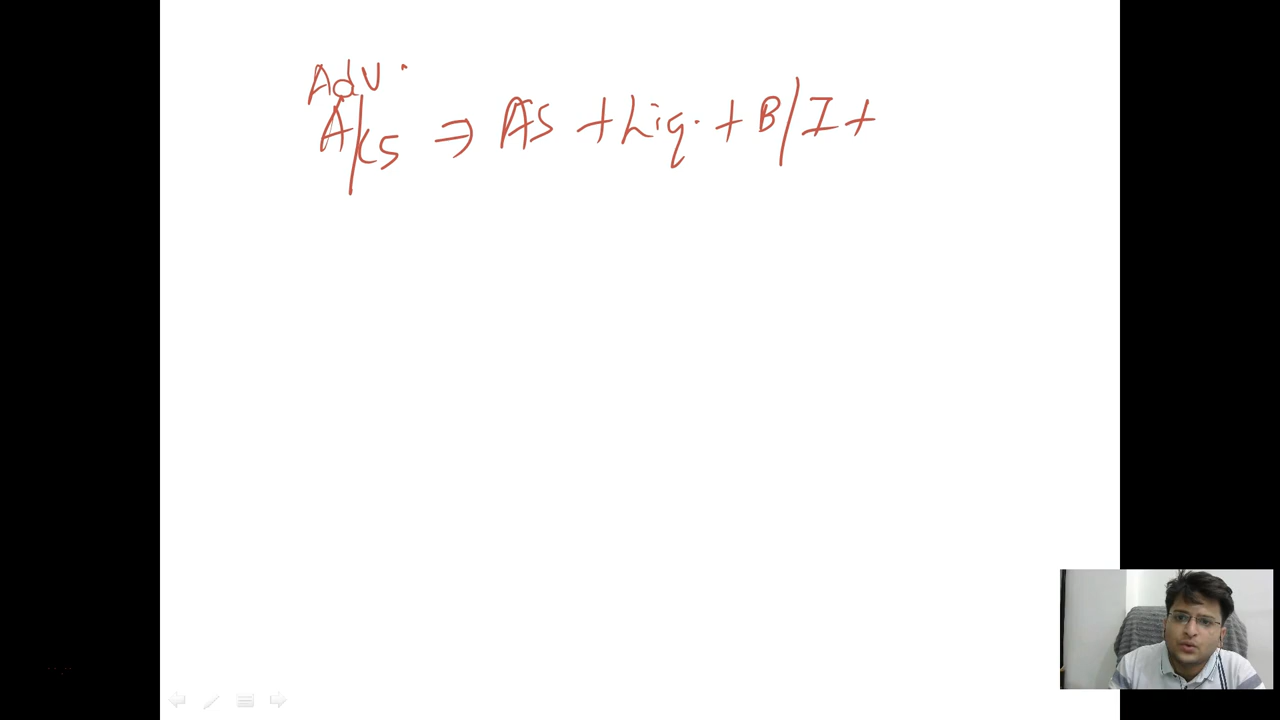 Adv.
A/cs ⇒ AS + Liq. + B/I +